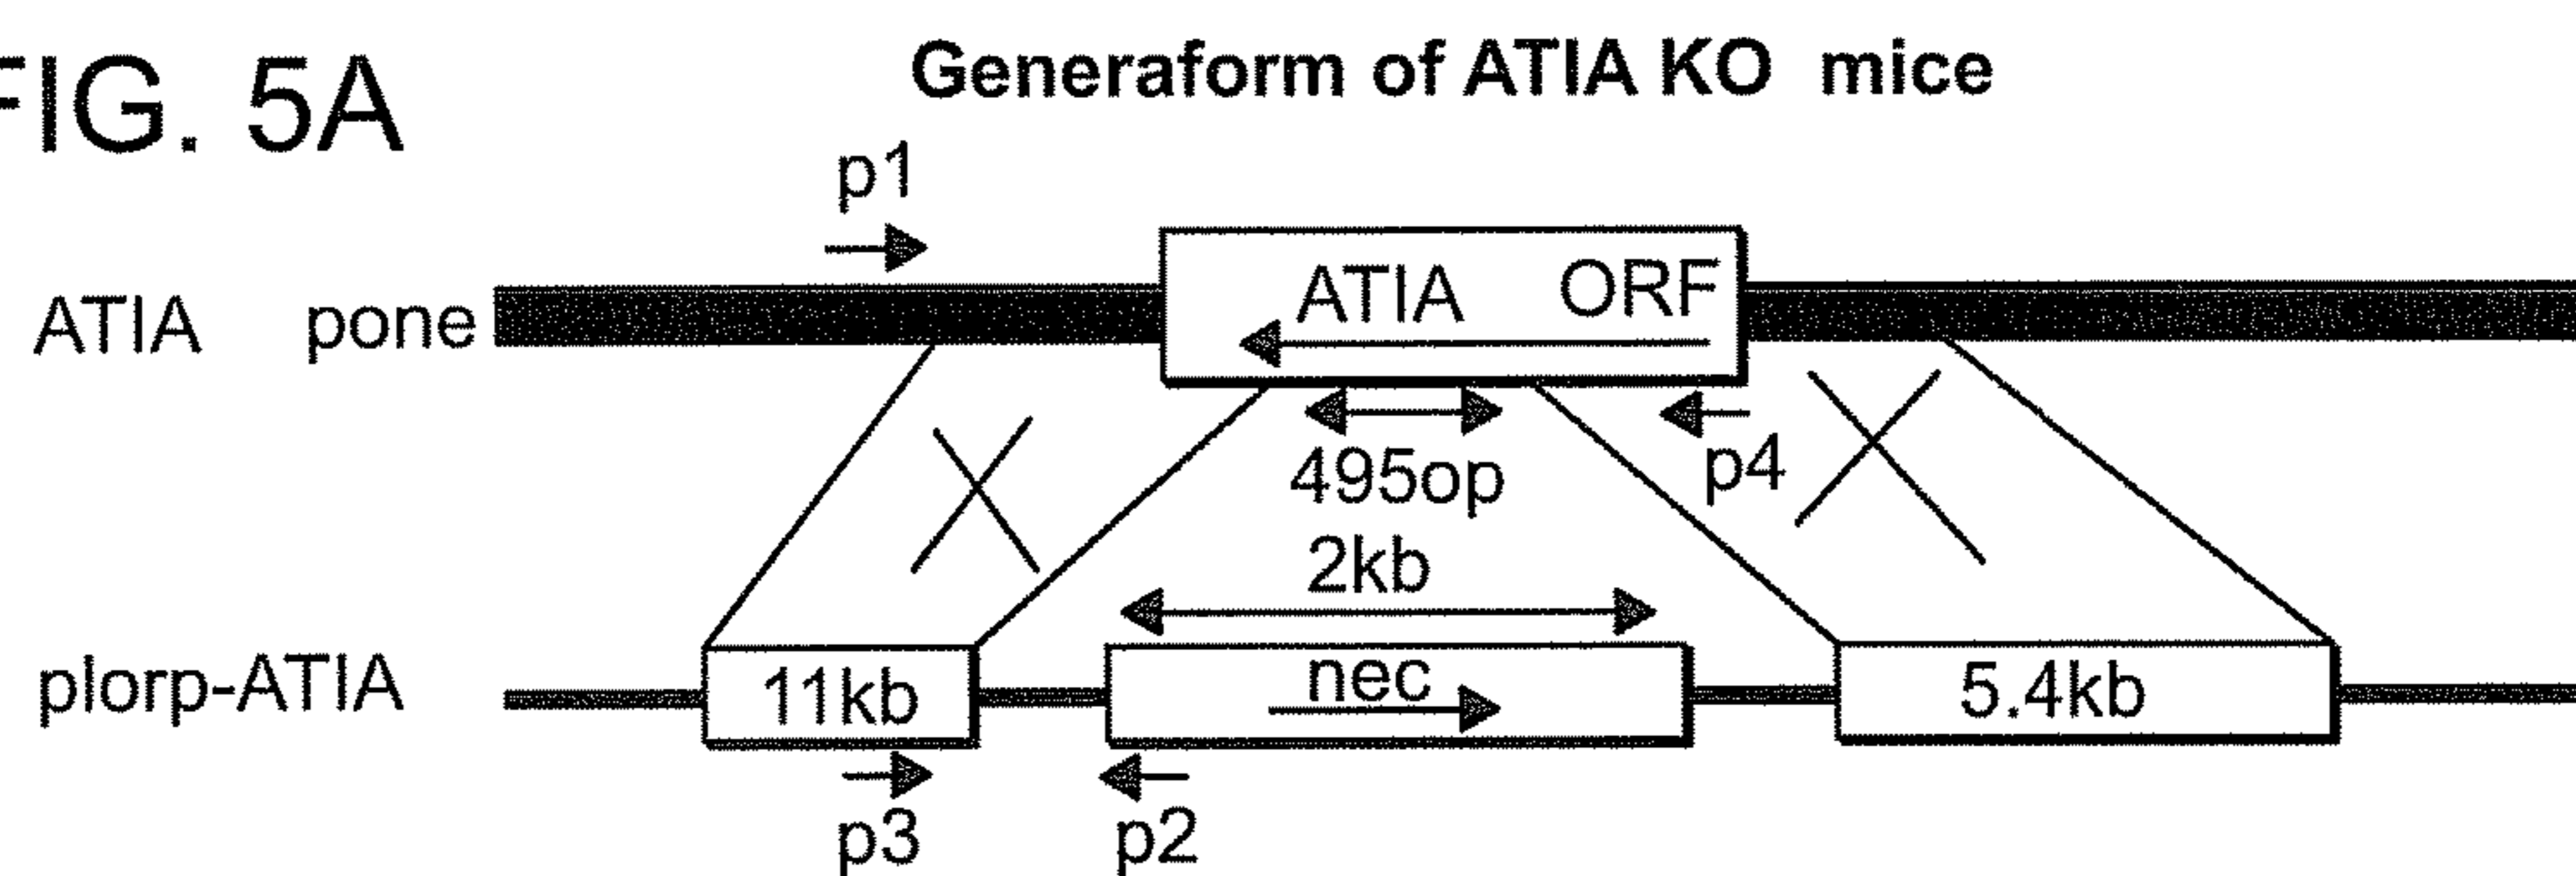 FIG. 5A
Generaform of ATIA KO mice
p1
ATIA pone
ATIA ORF
495op
p4
2kb
plorp-ATIA
11kb
nec
5.4kb
p3
p2